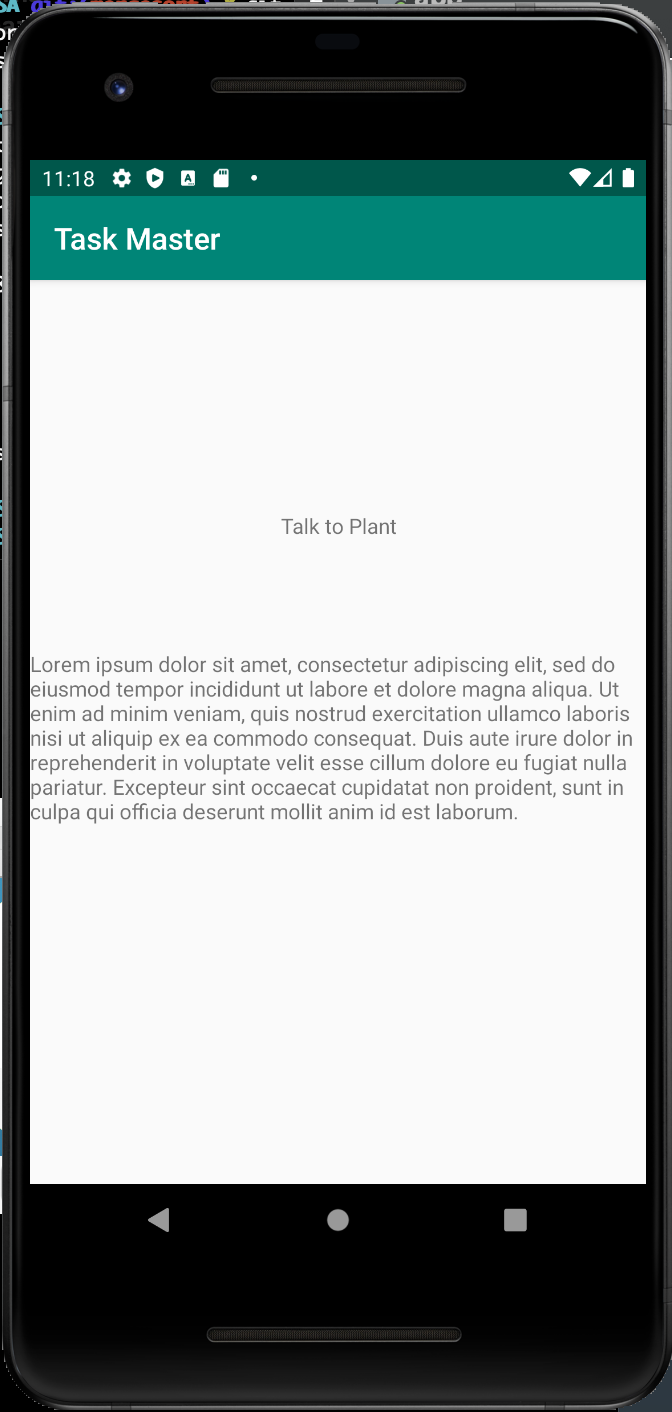 11:18
Task Master
Talk to Plant
Lorem ipsum dolor sit amet, consectetur adipiscing elit, sed do
eiusmod tempor incididunt ut labore et dolore magna aliqua. Ut
enim ad minim veniam, quis nostrud exercitation ullamco laboris
nisi ut aliquip ex ea commodo consequat. Duis aute irure dolor in
reprehenderit in voluptate velit esse cillum dolore eu fugiat nulla
pariatur. Excepteur sint occaecat cupidatat non proident, sunt in
culpa qui officia deserunt mollit anim id est laborum.